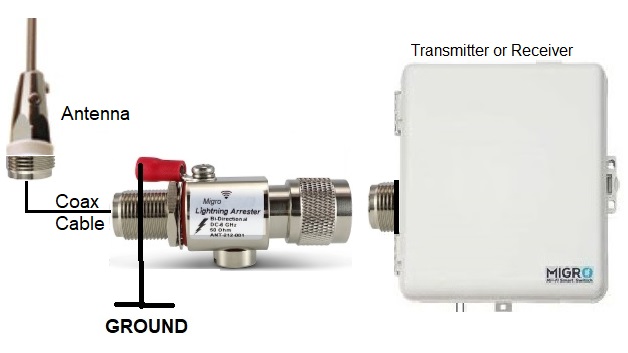 Transmitter or Receiver
Antenna
Coax
Cable
Migro
Lightning Arrester
Bi-Directional
DC-6 GHz
50 Ohm
ANT-212-001
GROUND
MIGRO
Wi-Fi Smart Switch